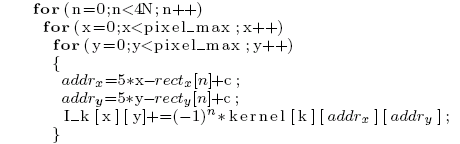 for (n=0;n<4N; n++)
for (x=0;x<pixel_max ; x++)
for (y=0;y<pixel_max ; y++)
{
addr_x=5*x−rect_x[n]+c ;
addr_y=5*y−rect_y[n]+c ;
I_k [ x ] [ y]+=(−1)^n * kernel [ k ] [ addr_x ] [ addr_y ] ;
}